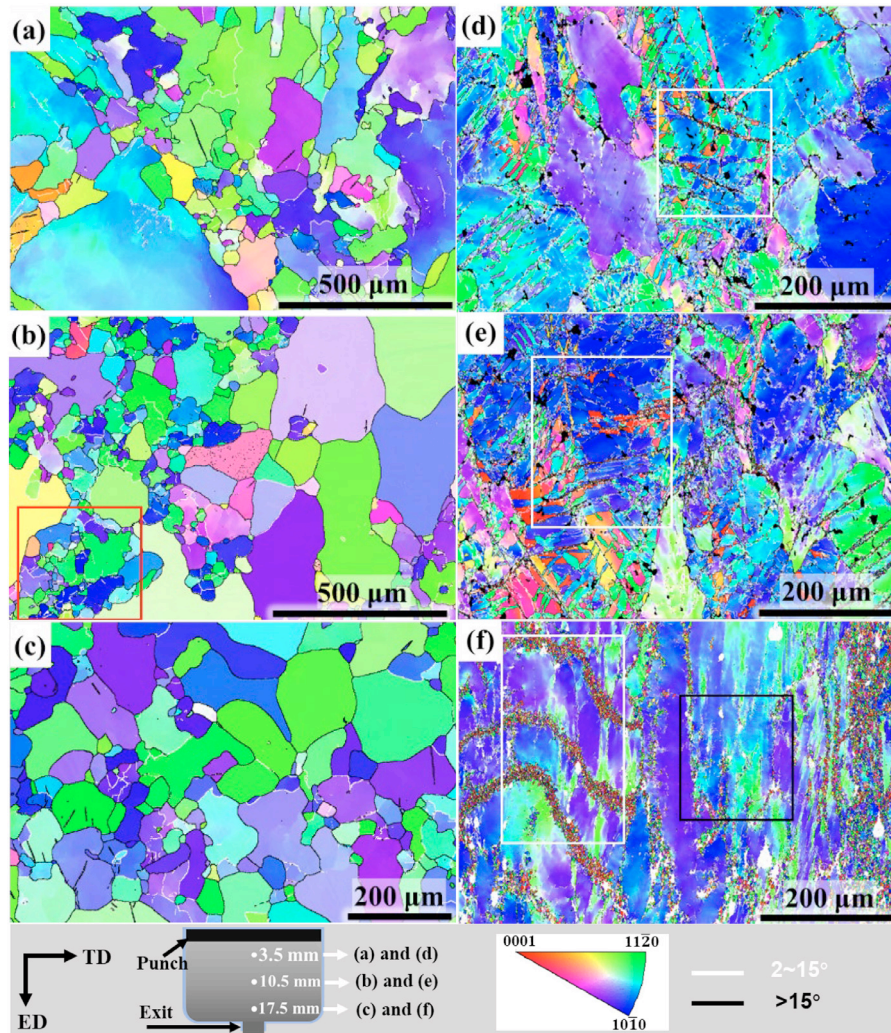 (a)
500 µm
(d)
200 µm
(b)
500 µm
(e)
200 µm
(c)
200 µm
(f)
200 µm
TD
ED
Punch
Exit
3.5 mm
(a) and (d)
10.5 mm
(b) and (e)
17.5 mm
(c) and (f)
0001
112̄0
101̄0
2~15°
>15°